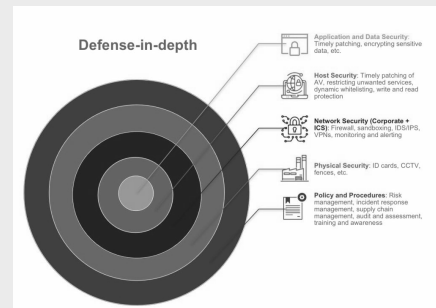 Defense-in-depth
Application and Data Security:
Timely patching, encrypting sensitive
data, etc.
Host Security: Timely patching of
AV, restricting unwanted services,
dynamic whitelisting, write and read
protection
Network Security (Corporate +
ICS): Firewall, sandboxing, IDS/IPS,
VPNs, monitoring and alerting
Physical Security: ID cards, CCTV,
fences, etc.
Policy and Procedures: Risk
management, incident response
management, supply chain
management, audit and assessment,
training and awareness